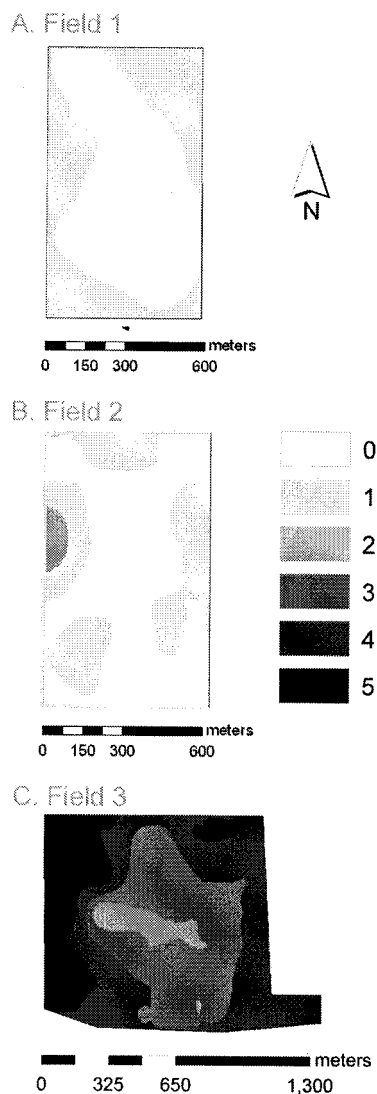 A. Field 1
N
meters
0 150 300 600
B. Field 2
0
1
2
3
4
5
meters
0 150 300 600
C. Field 3
meters
0 325 650 1,300